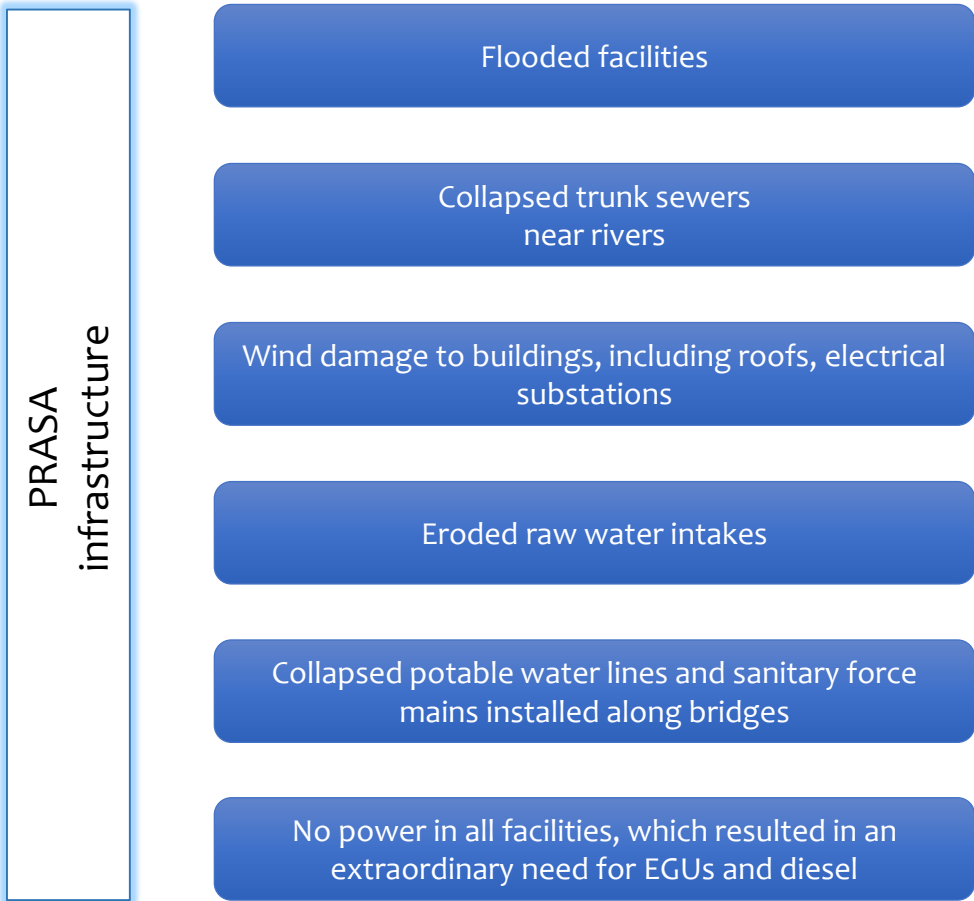 PRASA
infrastructure
Flooded facilities
Collapsed trunk sewers
near rivers
Wind damage to buildings, including roofs, electrical
substations
Eroded raw water intakes
Collapsed potable water lines and sanitary force
mains installed along bridges
No power in all facilities, which resulted in an
extraordinary need for EGUs and diesel